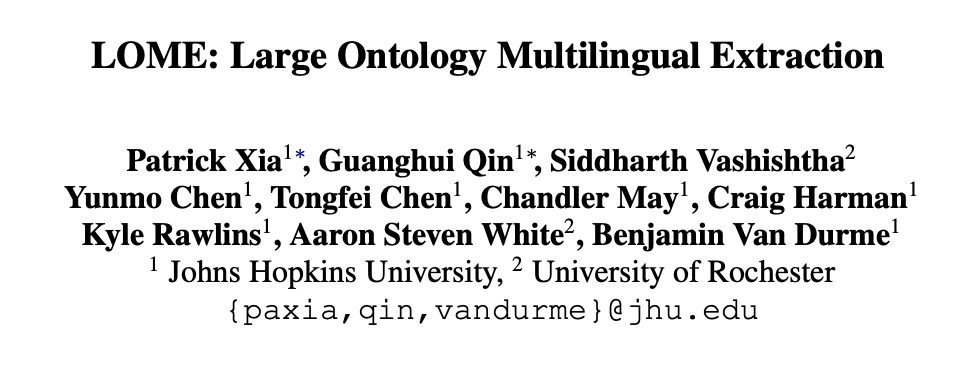 LOME: Large Ontology Multilingual Extraction
Patrick Xia¹*, Guanghui Qin¹*, Siddharth Vashishtha²
Yunmo Chen¹, Tongfei Chen¹, Chandler May¹, Craig Harman¹
Kyle Rawlins¹, Aaron Steven White², Benjamin Van Durme¹
¹ Johns Hopkins University, ² University of Rochester
{paxia,qin,vandurme}@jhu.edu